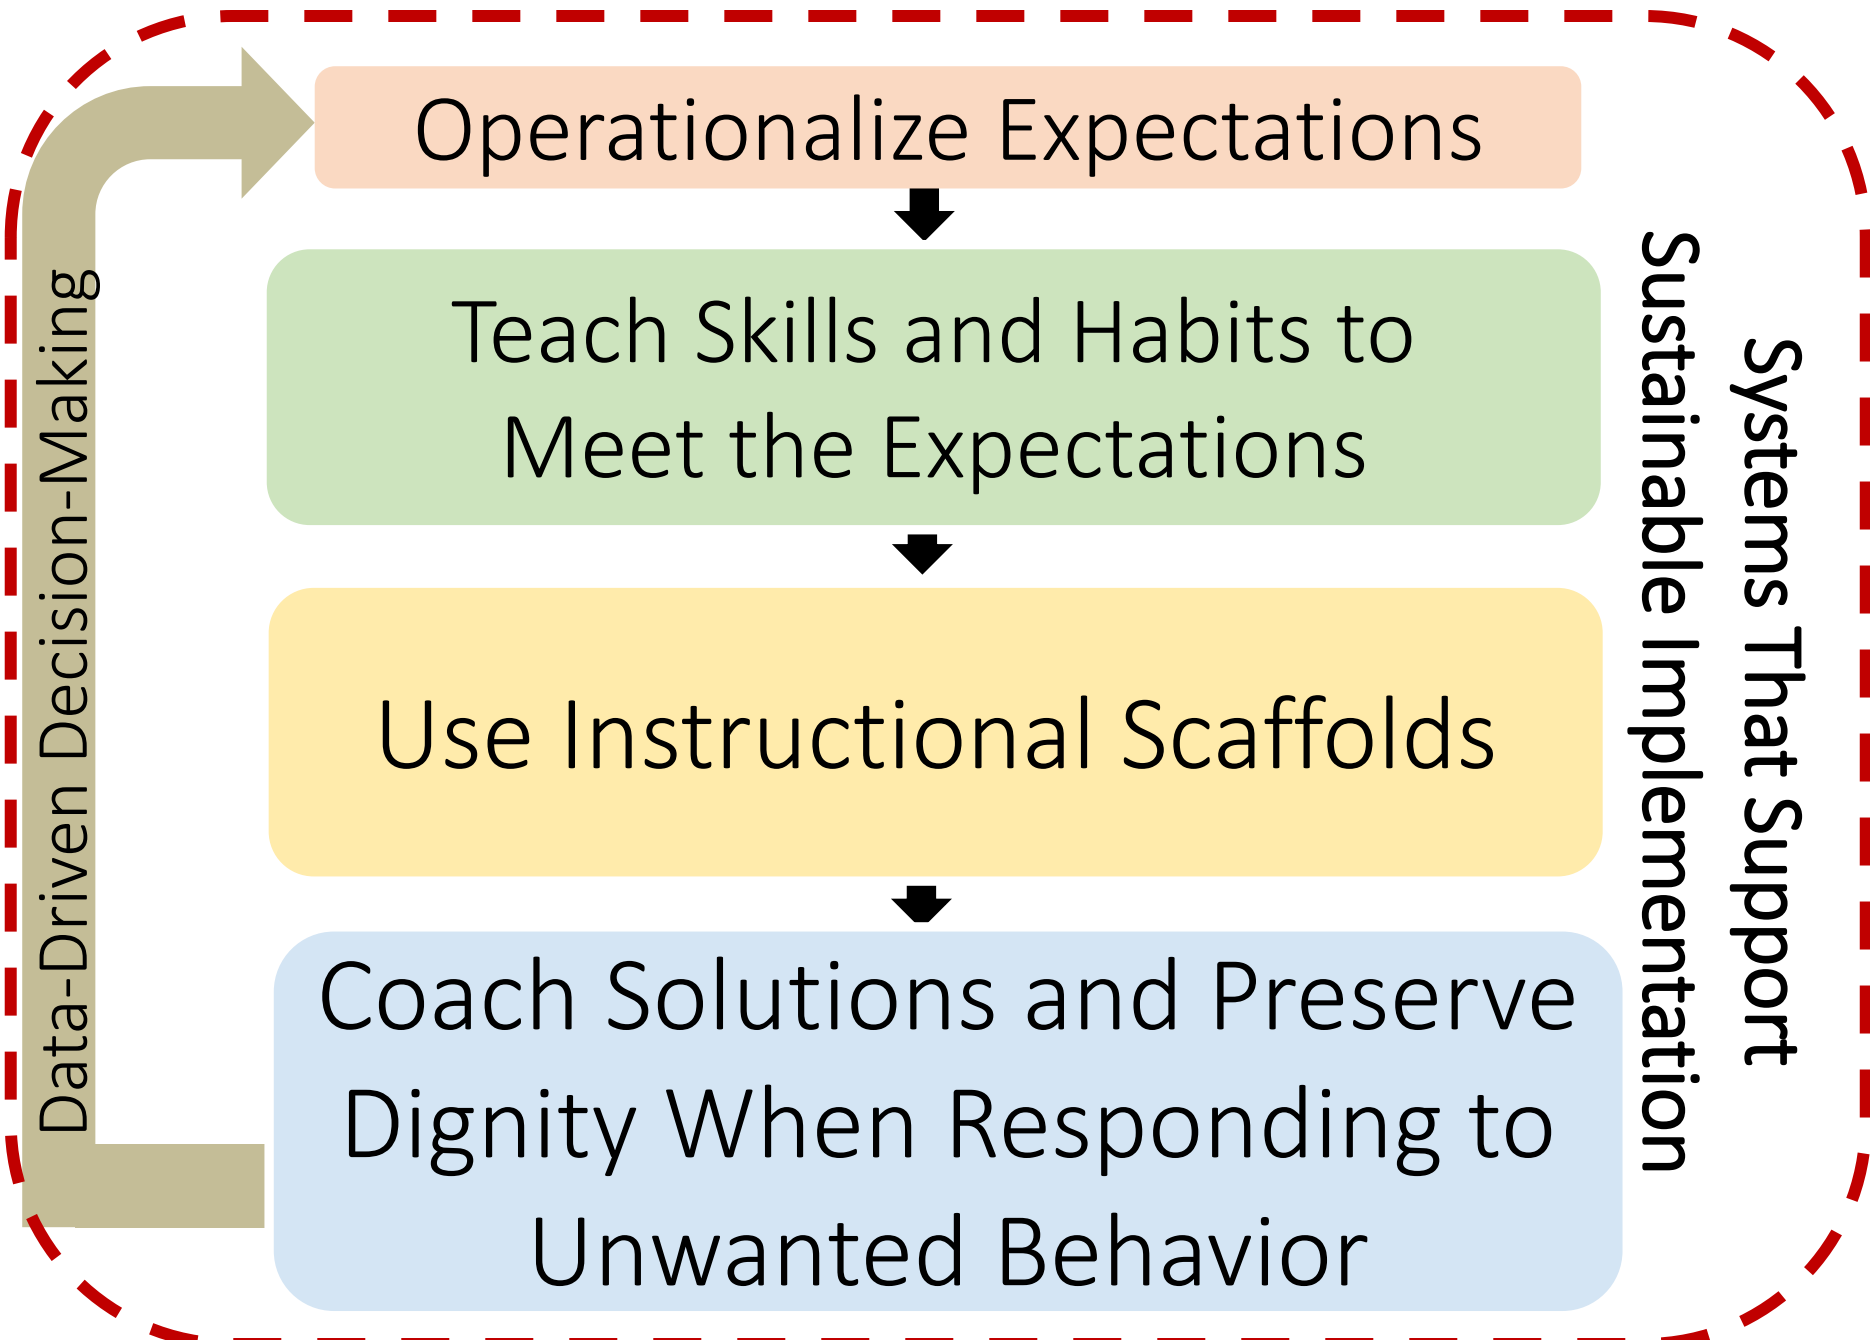 Operationalize Expectations
Teach Skills and Habits to
Meet the Expectations
Use Instructional Scaffolds
Coach Solutions and Preserve
Dignity When Responding to
Unwanted Behavior
Data-Driven Decision-Making
Systems That Support
Sustainable Implementation